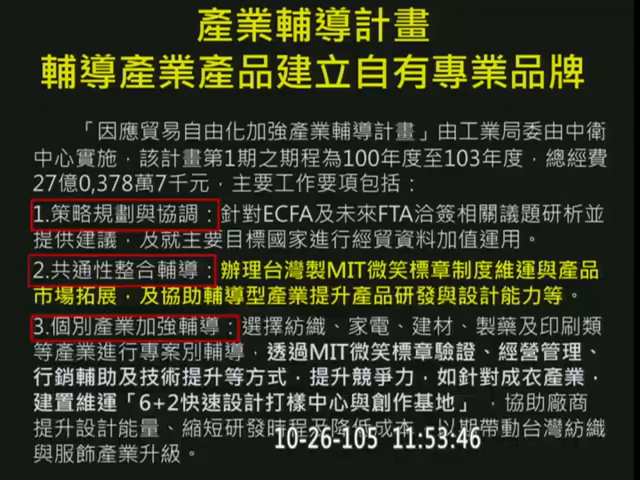 產業輔導計畫
輔導產業產品建立自有專業品牌
「因應貿易自由化加強產業輔導計畫」由工業局委由中衛
中心實施，該計畫第1期之期程為100年度至103年度，總經費
27億0,378萬7千元，主要工作要項包括：
1.策略規劃與協調：針對ECFA及未來FTA洽簽相關議題研析並
提供建議，及就主要目標國家進行經貿資料加值運用。
2.共通性整合輔導：辦理台灣製MIT微笑標章制度維運與產品
市場拓展，及協助輔導型產業提升產品研發與設計能力等。
3.個別產業加強輔導：選擇紡織、家電、建材、製藥及印刷類
等產業進行專案別輔導，透過MIT微笑標章驗證、經營管理、
行銷輔助及技術提升等方式，提升競爭力，如針對成衣產業，
建置維運「6+2快速設計打樣中心與創作基地」，協助廠商
提升設計能量、縮短研發時程及降低成本，以期帶動台灣紡織
與服飾產業升級。
10-26-105 11:53:46